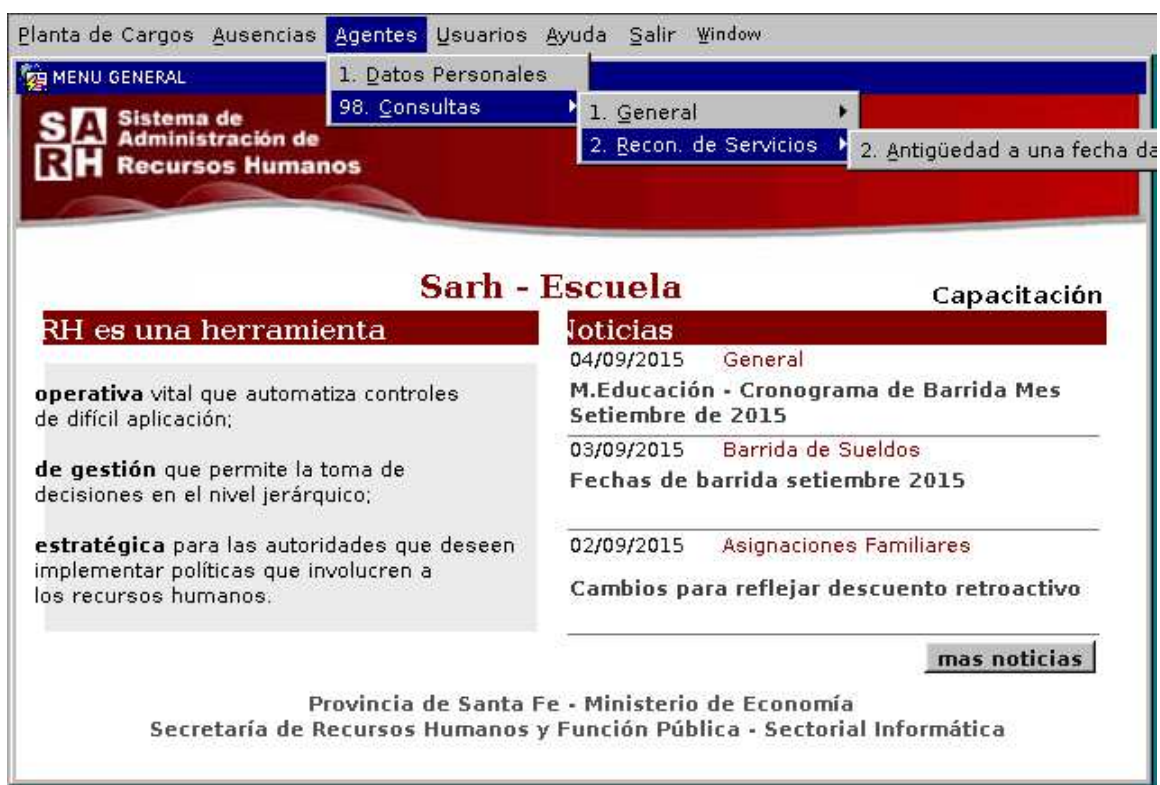 Planta de Cargos Ausencias Agentes Usuarios Ayuda Salir Window
MENU GENERAL
1. Datos Personales
98. Consultas
1. General
2. Recon. de Servicios
2. Antigüedad a una fecha da
SARH
Sistema de
Administración de
Recursos Humanos
Sarh - Escuela
Capacitación
RH es una herramienta
operativa vital que automatiza controles
de difícil aplicación;
de gestión que permite la toma de
decisiones en el nivel jerárquico;
estratégica para las autoridades que deseen
implementar políticas que involucren a
los recursos humanos.
Noticias
04/09/2015 General
M.Educación - Cronograma de Barrida Mes
Setiembre de 2015
03/09/2015 Barrida de Sueldos
Fechas de barrida setiembre 2015
02/09/2015 Asignaciones Familiares
Cambios para reflejar descuento retroactivo
mas noticias
Provincia de Santa Fe - Ministerio de Economía
Secretaría de Recursos Humanos y Función Pública - Sectorial Informática